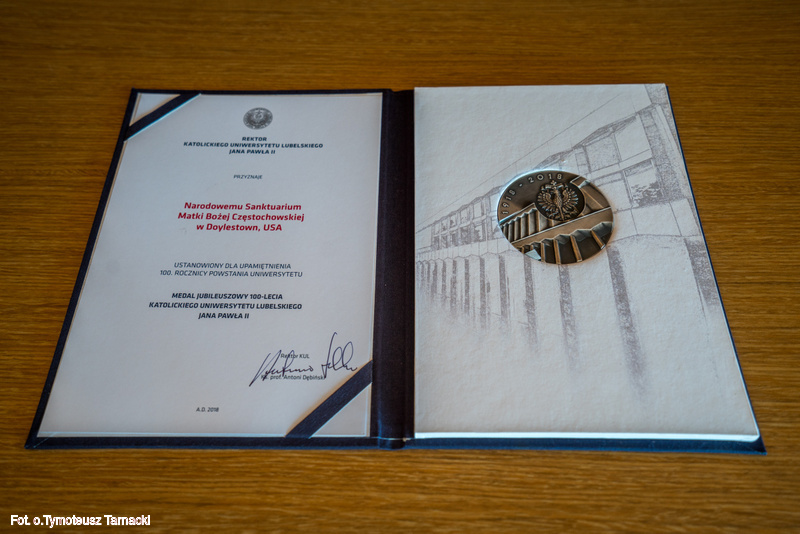 REKTOR
KATOLICKIEGO UNIWERSYTETU LUBELSKIEGO
JANA PAWŁA II
PRZYZNAJE
Narodowemu Sanktuarium
Matki Bożej Częstochowskiej
w Doylestown, USA
USTANOWIONY DLA UPAMIĘTNIENIA
100. ROCZNICY POWSTANIA UNIWERSYTETU
MEDAL JUBILEUSZOWY 100-LECIA
KATOLICKIEGO UNIWERSYTETU LUBELSKIEGO
JANA PAWŁA II
Rektor KUL
ks. prof. Antoni Dębiński
A.D. 2018
1918 · 2018
Fot. o.Tymoteusz Tarnacki